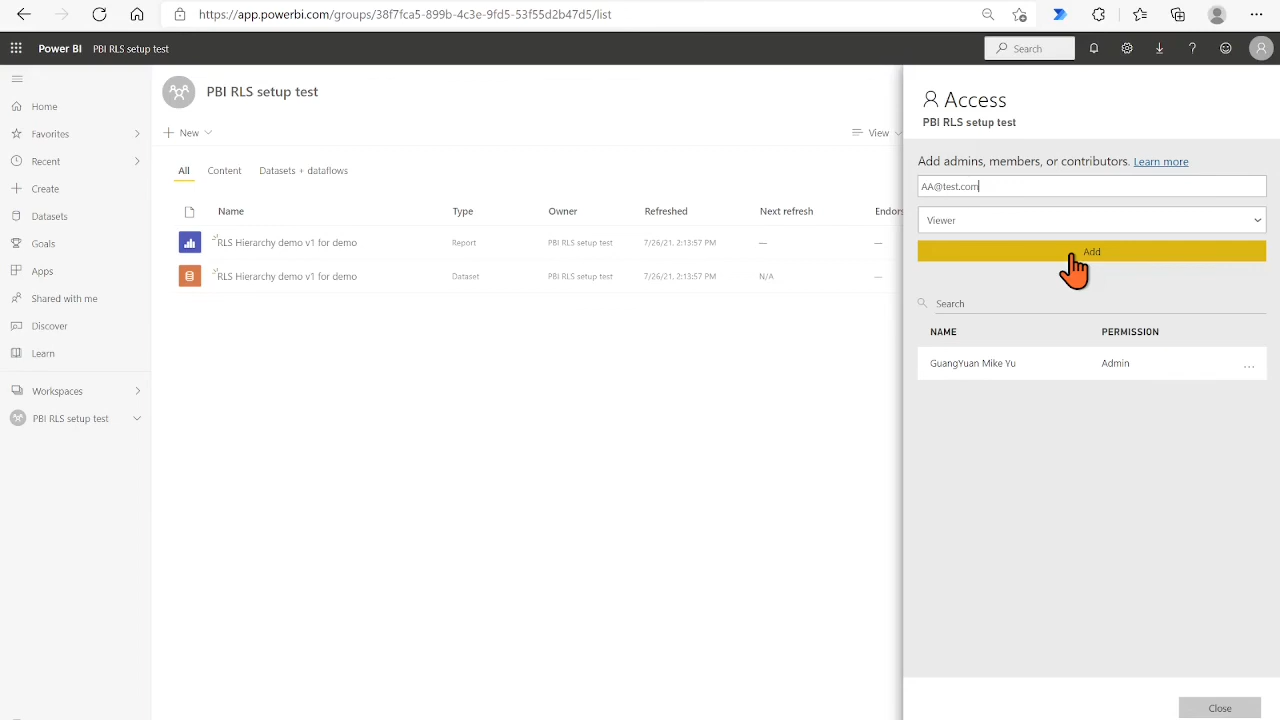 https://app.powerbi.com/groups/38f7fca5-899b-4c3e-9fd5-53f55d2b47d5/list
Power BI PBI RLS setup test Search
Home
Favorites
Recent
Create
Datasets
Goals
Apps
Shared with me
Discover
Learn
Workspaces
PBI RLS setup test
PBI RLS setup test
New View
All Content Datasets + dataflows
Name Type Owner Refreshed Next refresh Endors
RLS Hierarchy demo v1 for demo Report PBI RLS setup test 7/26/21, 2:13:57 PM — —
RLS Hierarchy demo v1 for demo Dataset PBI RLS setup test 7/26/21, 2:13:57 PM N/A —
Access
PBI RLS setup test
Add admins, members, or contributors. Learn more
AA@test.com
Viewer
Add
Search
NAME PERMISSION
GuangYuan Mike Yu Admin ...
Close